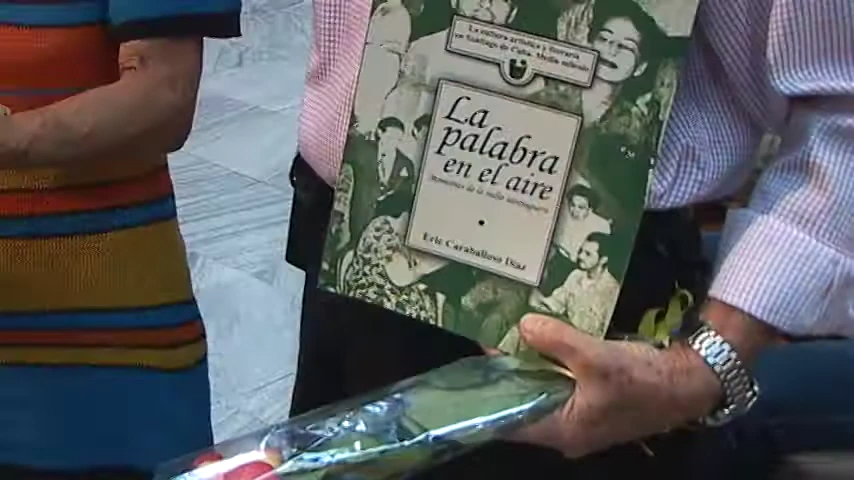 La cultura artística y literaria
en Santiago de Cuba. Medio milenio
La
palabra
en el aire
Memorias de la radio santiaguera
Eric Caraballoso Díaz